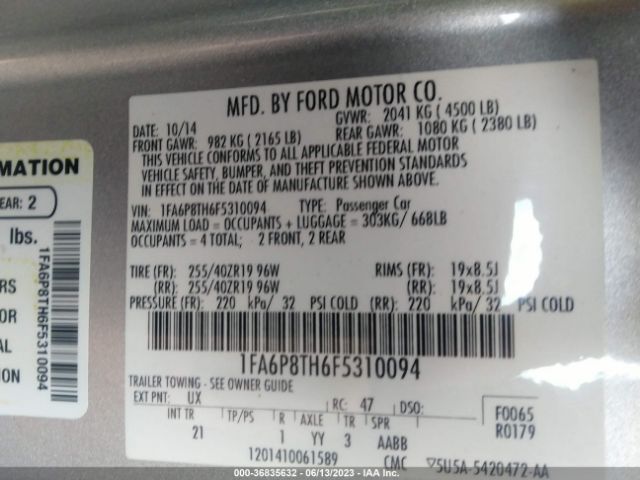 MFD. BY FORD MOTOR CO.
DATE: 10/14 GVWR: 2041 KG ( 4500 LB)
FRONT GAWR: 982 KG ( 2165 LB) REAR GAWR: 1080 KG ( 2380 LB)
THIS VEHICLE CONFORMS TO ALL APPLICABLE FEDERAL MOTOR
VEHICLE SAFETY, BUMPER, AND THEFT PREVENTION STANDARDS
IN EFFECT ON THE DATE OF MANUFACTURE SHOWN ABOVE.
VIN: 1FA6P8TH6F5310094 TYPE: Passenger Car
MAXIMUM LOAD = OCCUPANTS + LUGGAGE = 303KG/ 668LB
OCCUPANTS = 4 TOTAL; 2 FRONT, 2 REAR
TIRE (FR): 255/40ZR19 96W RIMS (FR): 19x8.5J
(RR): 255/40ZR19 96W (RR): 19x8.5J
PRESSURE (FR): 220 kPa/ 32 PSI COLD (RR): 220 kPa/ 32 PSI COLD
1FA6P8TH6F5310094
TRAILER TOWING - SEE OWNER GUIDE
EXT PNT: UX RC: 47 DSO: F0065
INT TR TP/PS R AXLE TR SPR R0179
21 1 YY 3 AABB
1201410061589 CMC 5U5A-5420472-AA
RMATION
EAR: 2
lbs.
1FA6P8TH6F5310094
ERS
OR
AL
TION
000-36835632 - 06/13/2023 - IAA Inc.